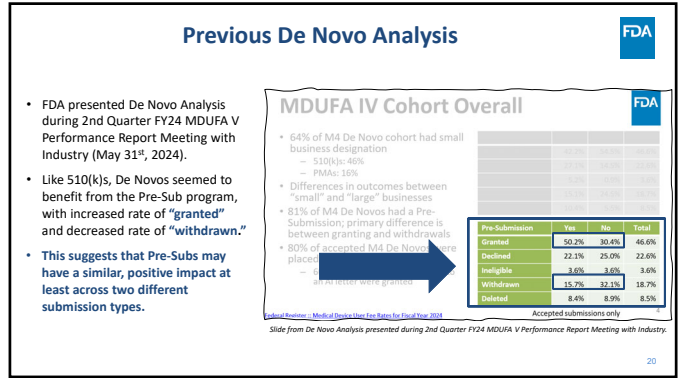 Previous De Novo Analysis
FDA
• FDA presented De Novo Analysis
during 2nd Quarter FY24 MDUFA V
Performance Report Meeting with
Industry (May 31st, 2024).
• Like 510(k)s, De Novos seemed to
benefit from the Pre-Sub program,
with increased rate of "granted"
and decreased rate of "withdrawn."
• This suggests that Pre-Subs may
have a similar, positive impact at
least across two different
submission types.
MDUFA IV Cohort Overall
FDA
• 64% of M4 De Novo cohort had small
business designation
– 510(k)s: 46%
– PMAs: 16%
• Differences in outcomes between
"small" and "large" businesses
• 81% of M4 De Novos had a Pre-
Submission; primary difference is
between granting and withdrawals
• 80% of accepted M4 De Novos were
placed
an AI letter were granted
Pre-Submission Yes No Total
Granted 50.2% 30.4% 46.6%
Declined 22.1% 25.0% 22.6%
Ineligible 3.6% 3.6% 3.6%
Withdrawn 15.7% 32.1% 18.7%
Deleted 8.4% 8.9% 8.5%
Accepted submissions only
Federal Register :: Medical Device User Fee Rates for Fiscal Year 2024
Slide from De Novo Analysis presented during 2nd Quarter FY24 MDUFA V Performance Report Meeting with Industry.
20